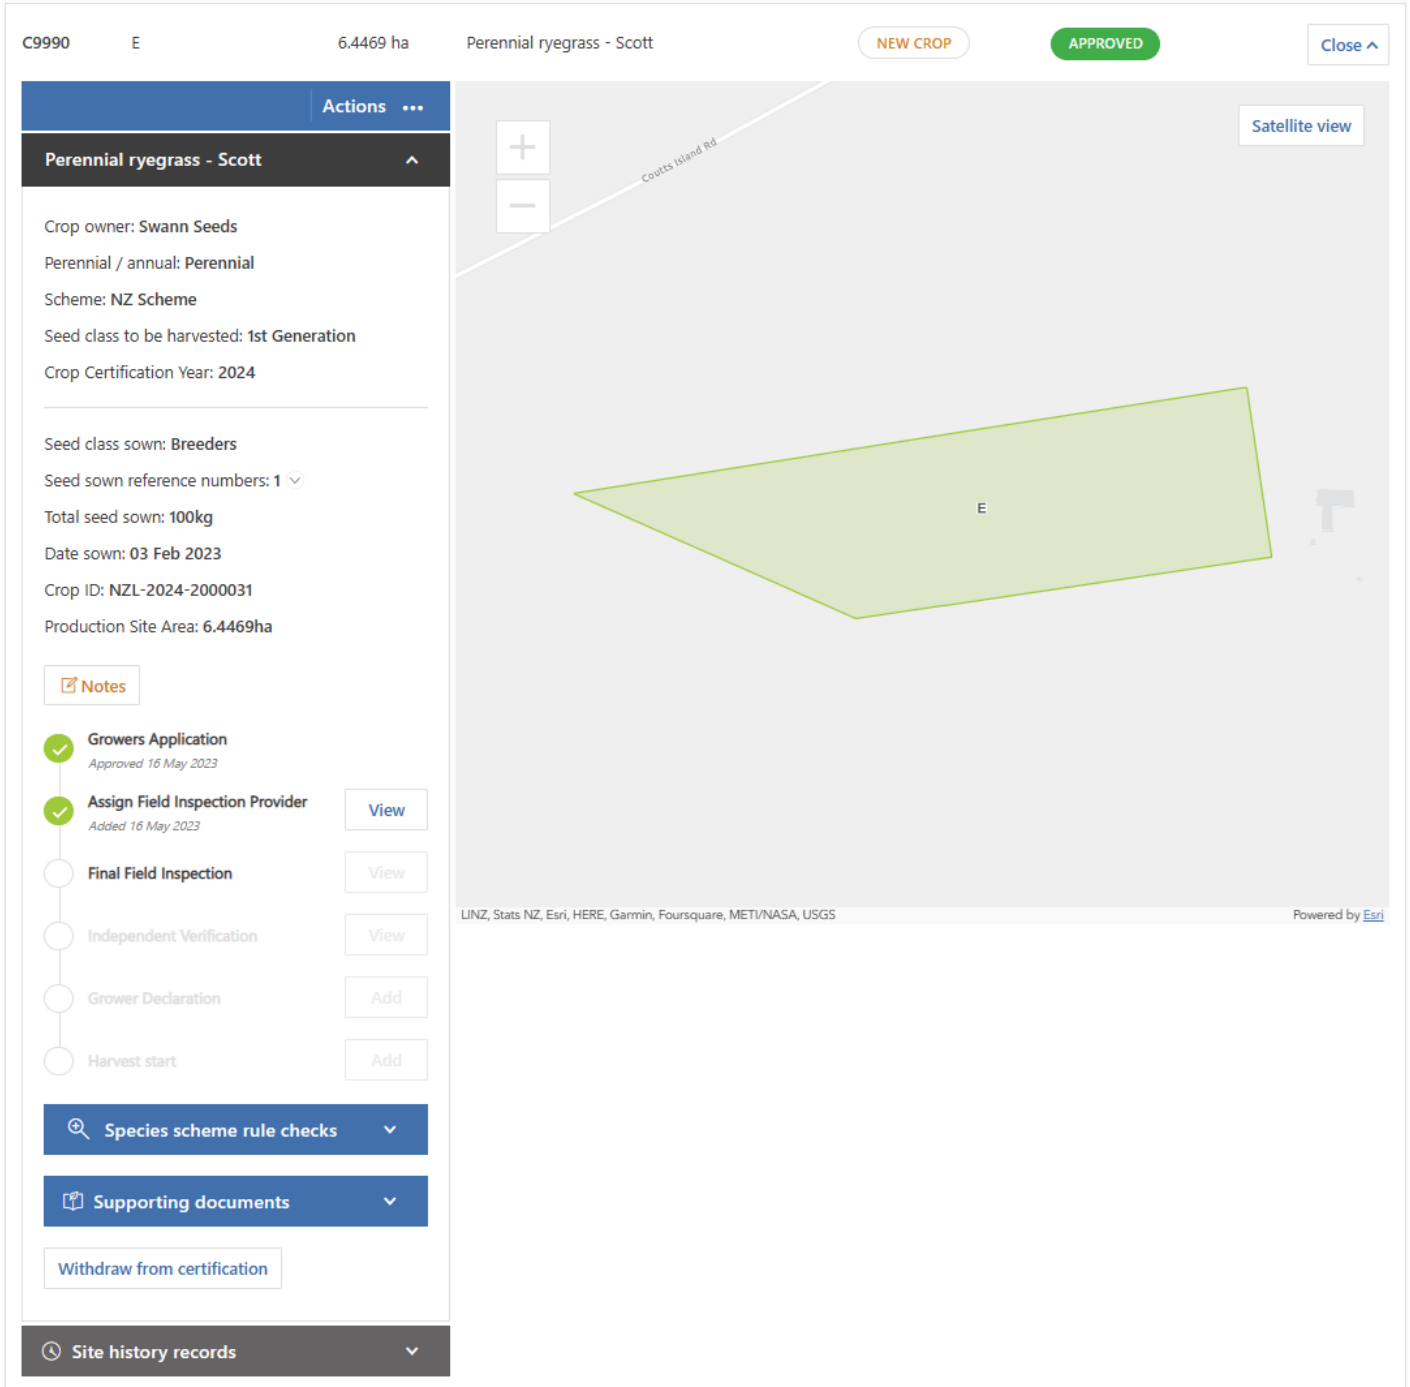 C9990 E 6.4469 ha Perennial ryegrass - Scott NEW CROP APPROVED Close
Actions
Perennial ryegrass - Scott
Crop owner: Swann Seeds
Perennial / annual: Perennial
Scheme: NZ Scheme
Seed class to be harvested: 1st Generation
Crop Certification Year: 2024
Seed class sown: Breeders
Seed sown reference numbers: 1
Total seed sown: 100kg
Date sown: 03 Feb 2023
Crop ID: NZL-2024-2000031
Production Site Area: 6.4469ha
Notes
Growers Application
Approved 16 May 2023
Assign Field Inspection Provider
Added 16 May 2023
View
Final Field Inspection View
Independent Verification View
Grower Declaration Add
Harvest start Add
Species scheme rule checks
Supporting documents
Withdraw from certification
Site history records
Satellite view
Coutts Island Rd
E
LINZ, Stats NZ, Esri, HERE, Garmin, Foursquare, METI/NASA, USGS Powered by Esri